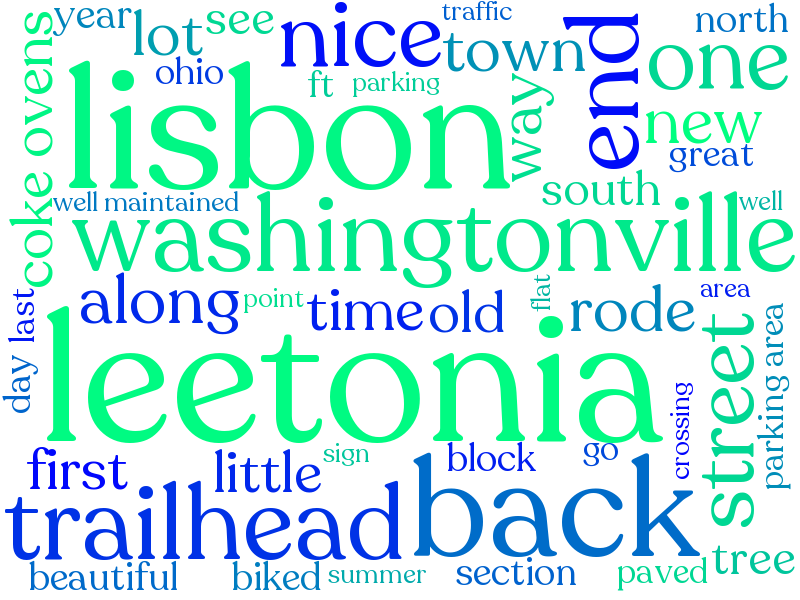 year
lot
see
nice
traffic
town
end
north
one
ohio
ft
parking
way
new
great
lisbon
coke ovens
south
well maintained
well
washingtonville
along
point
time
old
flat
rode
area
day last
leetonia
street
parking area
crossing
first
little
sign
block
go
trailhead
back
tree
beautiful
biked
summer
section
paved